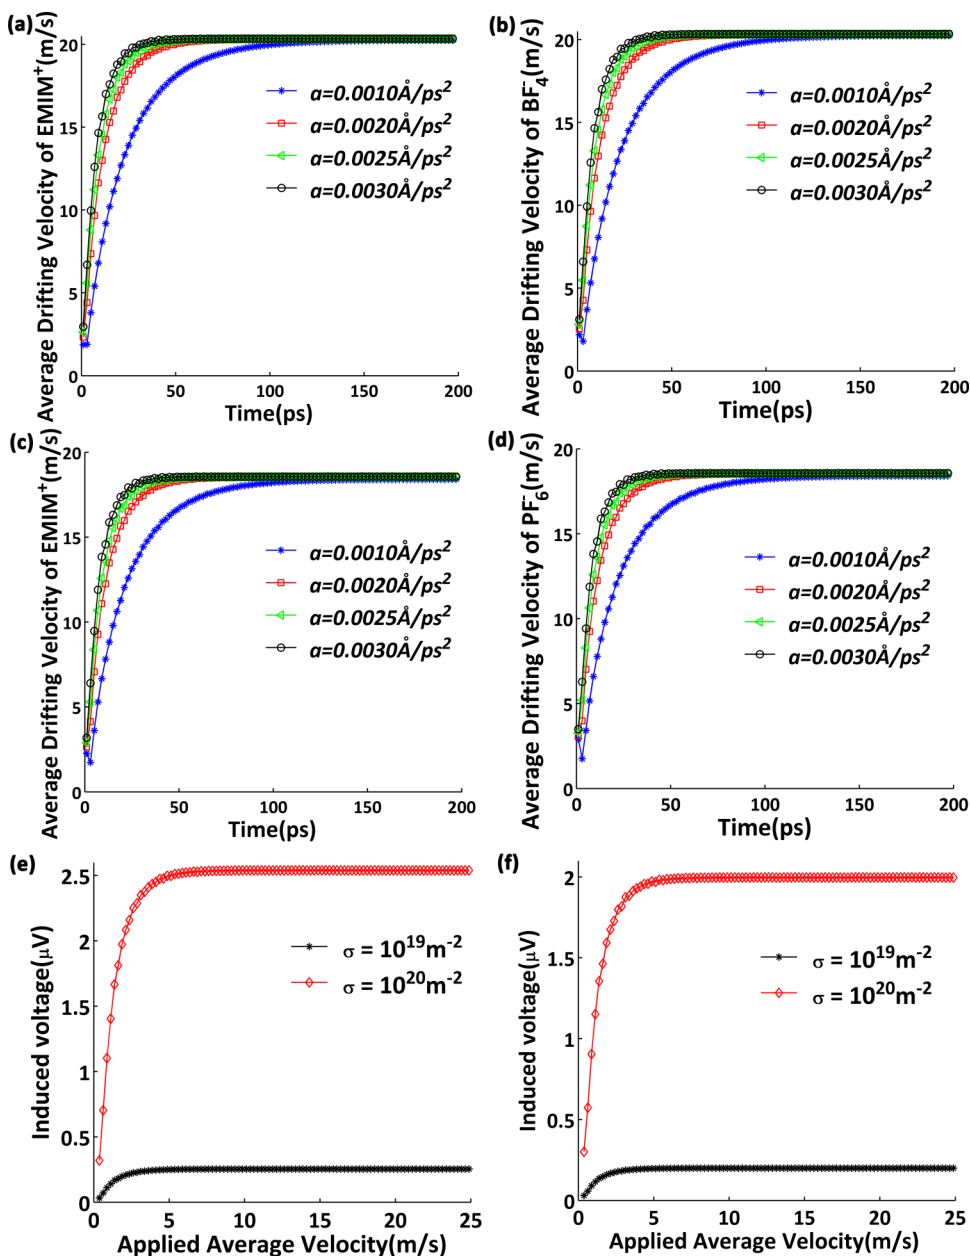 (a)
Average Drifting Velocity of EMIM⁺(m/s)
20
15
10
5
0
a=0.0010Å/ps²
a=0.0020Å/ps²
a=0.0025Å/ps²
a=0.0030Å/ps²
0 50 100 150 200
Time(ps)
(b)
Average Drifting Velocity of BF₄⁻(m/s)
20
15
10
5
0
a=0.0010Å/ps²
a=0.0020Å/ps²
a=0.0025Å/ps²
a=0.0030Å/ps²
0 50 100 150 200
Time(ps)
(c)
Average Drifting Velocity of EMIM⁺(m/s)
20
15
10
5
0
a=0.0010Å/ps²
a=0.0020Å/ps²
a=0.0025Å/ps²
a=0.0030Å/ps²
0 50 100 150 200
Time(ps)
(d)
Average Drifting Velocity of PF₆⁻(m/s)
20
15
10
5
0
a=0.0010Å/ps²
a=0.0020Å/ps²
a=0.0025Å/ps²
a=0.0030Å/ps²
0 50 100 150 200
Time(ps)
(e)
Induced voltage(μV)
2.5
2
1.5
1
0.5
0
σ = 10¹⁹m⁻²
σ = 10²⁰m⁻²
0 5 10 15 20 25
Applied Average Velocity(m/s)
(f)
Induced voltage(μV)
2
1.5
1
0.5
0
σ = 10¹⁹m⁻²
σ = 10²⁰m⁻²
0 5 10 15 20 25
Applied Average Velocity(m/s)